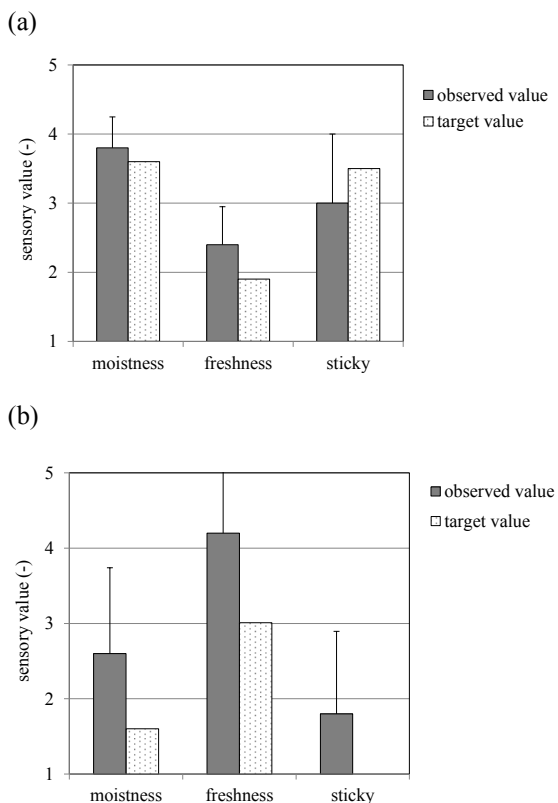 (a)
5
4
3
2
1
sensory value (-)
moistness freshness sticky
observed value
target value
(b)
5
4
3
2
1
sensory value (-)
moistness freshness sticky
observed value
target value